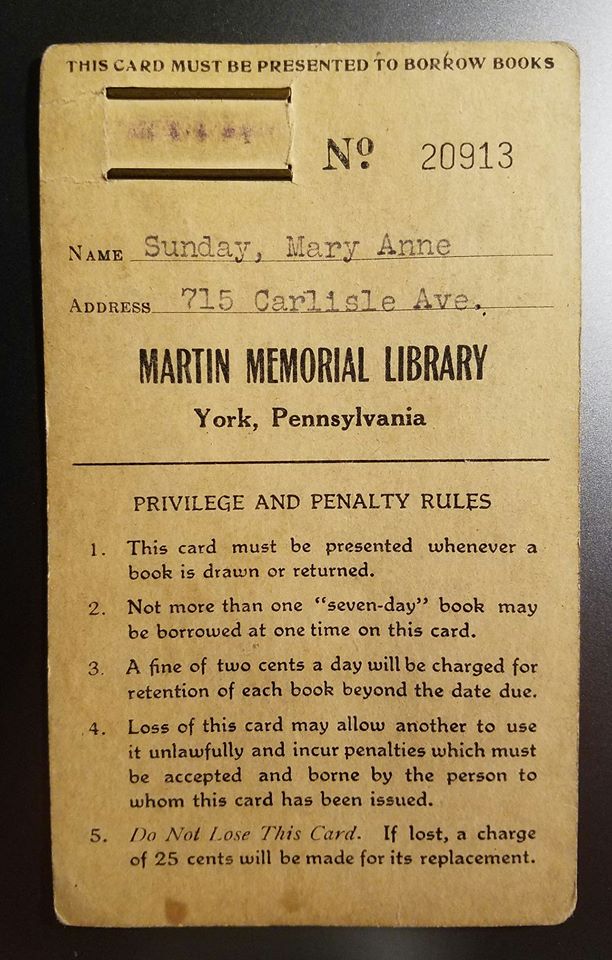 THIS CARD MUST BE PRESENTED TO BORROW BOOKS
Nº 20913
NAME Sunday, Mary Anne
ADDRESS 715 Carlisle Ave.
MARTIN MEMORIAL LIBRARY
York, Pennsylvania
PRIVILEGE AND PENALTY RULES
1. This card must be presented whenever a
book is drawn or returned.
2. Not more than one "seven-day" book may
be borrowed at one time on this card.
3. A fine of two cents a day will be charged for
retention of each book beyond the date due.
4. Loss of this card may allow another to use
it unlawfully and incur penalties which must
be accepted and borne by the person to
whom this card has been issued.
5. Do Not Lose This Card. If lost, a charge
of 25 cents will be made for its replacement.